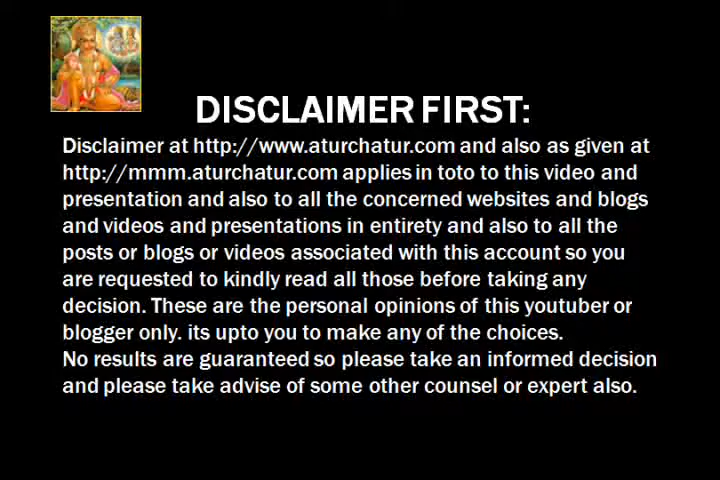 DISCLAIMER FIRST:
Disclaimer at http://www.aturchatur.com and also as given at
http://mmm.aturchatur.com applies in toto to this video and
presentation and also to all the concerned websites and blogs
and videos and presentations in entirety and also to all the
posts or blogs or videos associated with this account so you
are requested to kindly read all those before taking any
decision. These are the personal opinions of this youtuber or
blogger only. its upto you to make any of the choices.
No results are guaranteed so please take an informed decision
and please take advise of some other counsel or expert also.